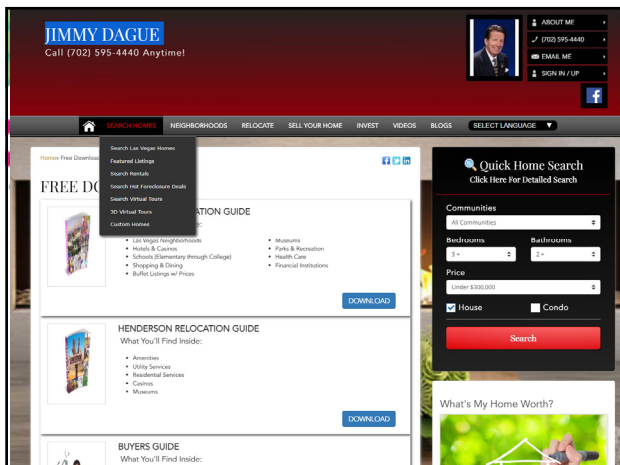 JIMMY DAGUE
Call (702) 595-4440 Anytime!
ABOUT ME
(702) 595-4440
EMAIL ME
SIGN IN / UP
SEARCH HOMES NEIGHBORHOODS RELOCATE SELL YOUR HOME INVEST VIDEOS BLOGS SELECT LANGUAGE ▼
Search Las Vegas Homes
Featured Listings
Search Rentals
Search Hot Foreclosure Deals
Search Virtual Tours
3D Virtual Tours
Custom Homes
Home» Free Download
FREE DO
ATION GUIDE
Las Vegas Neighborhoods
Hotels & Casinos
Schools (Elementary through College)
Shopping & Dining
Buffet Listings w/ Prices
Museums
Parks & Recreation
Health Care
Financial Institutions
DOWNLOAD
HENDERSON RELOCATION GUIDE
What You'll Find Inside:
Amenities
Utility Services
Residential Services
Casinos
Museums
DOWNLOAD
BUYERS GUIDE
What You'll Find Inside:
Quick Home Search
Click Here For Detailed Search
Communities
All Communities
Bedrooms Bathrooms
3 + 2 +
Price
Under $300,000
House Condo
Search
What's My Home Worth?